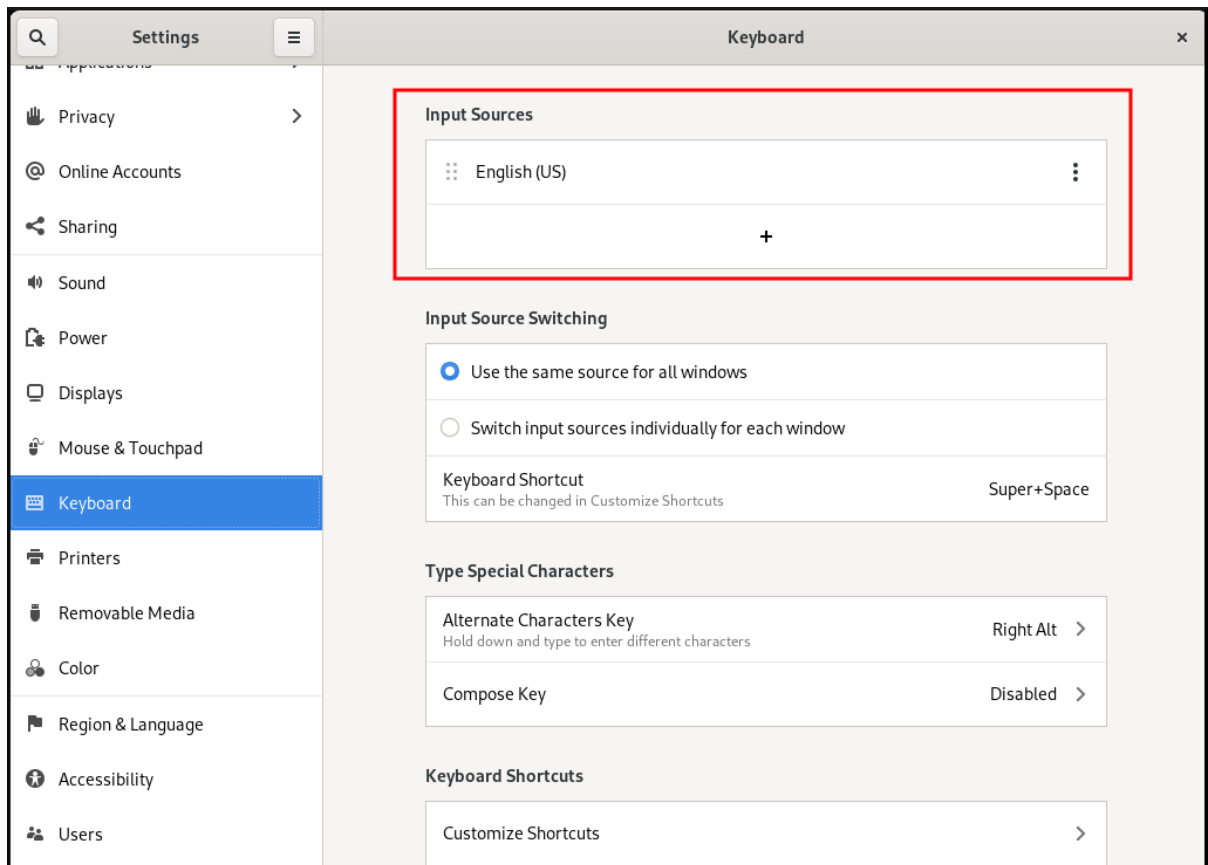 Settings
Keyboard
Applications
Privacy
Online Accounts
Sharing
Sound
Power
Displays
Mouse & Touchpad
Keyboard
Printers
Removable Media
Color
Region & Language
Accessibility
Users
Input Sources
English (US)
+
Input Source Switching
Use the same source for all windows
Switch input sources individually for each window
Keyboard Shortcut
This can be changed in Customize Shortcuts
Super+Space
Type Special Characters
Alternate Characters Key
Hold down and type to enter different characters
Right Alt
Compose Key
Disabled
Keyboard Shortcuts
Customize Shortcuts